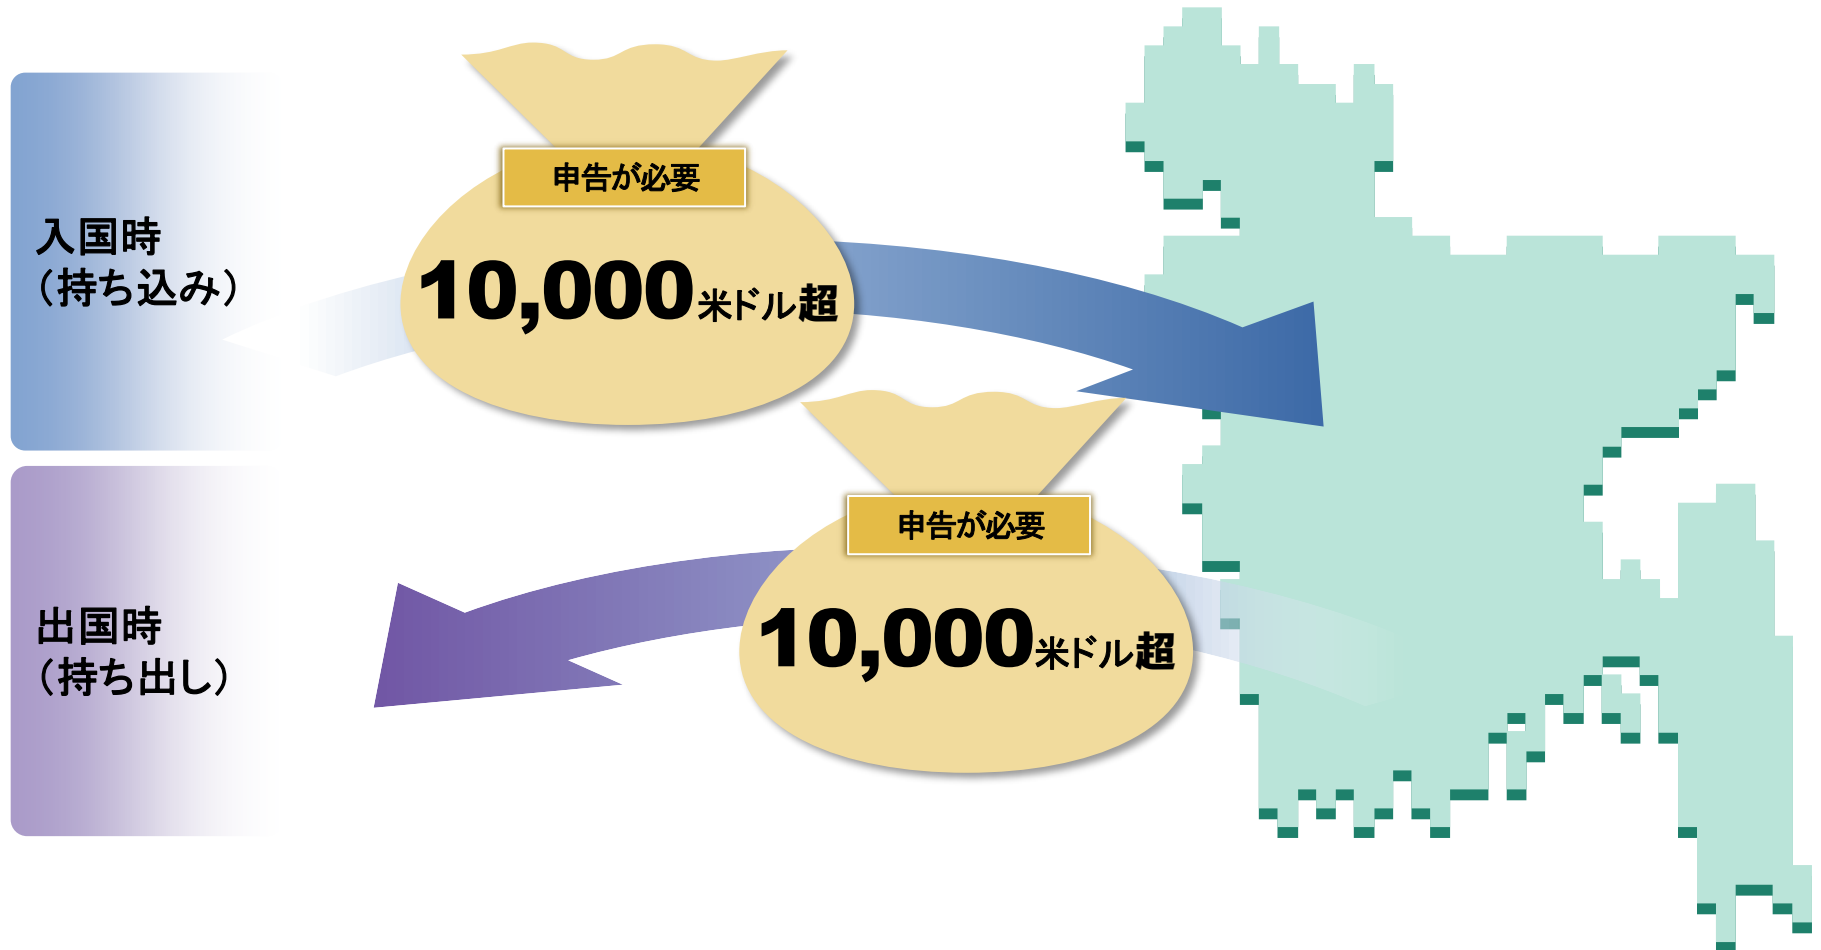 入国時
（持ち込み）
申告が必要
10,000米ドル超
出国時
（持ち出し）
申告が必要
10,000米ドル超